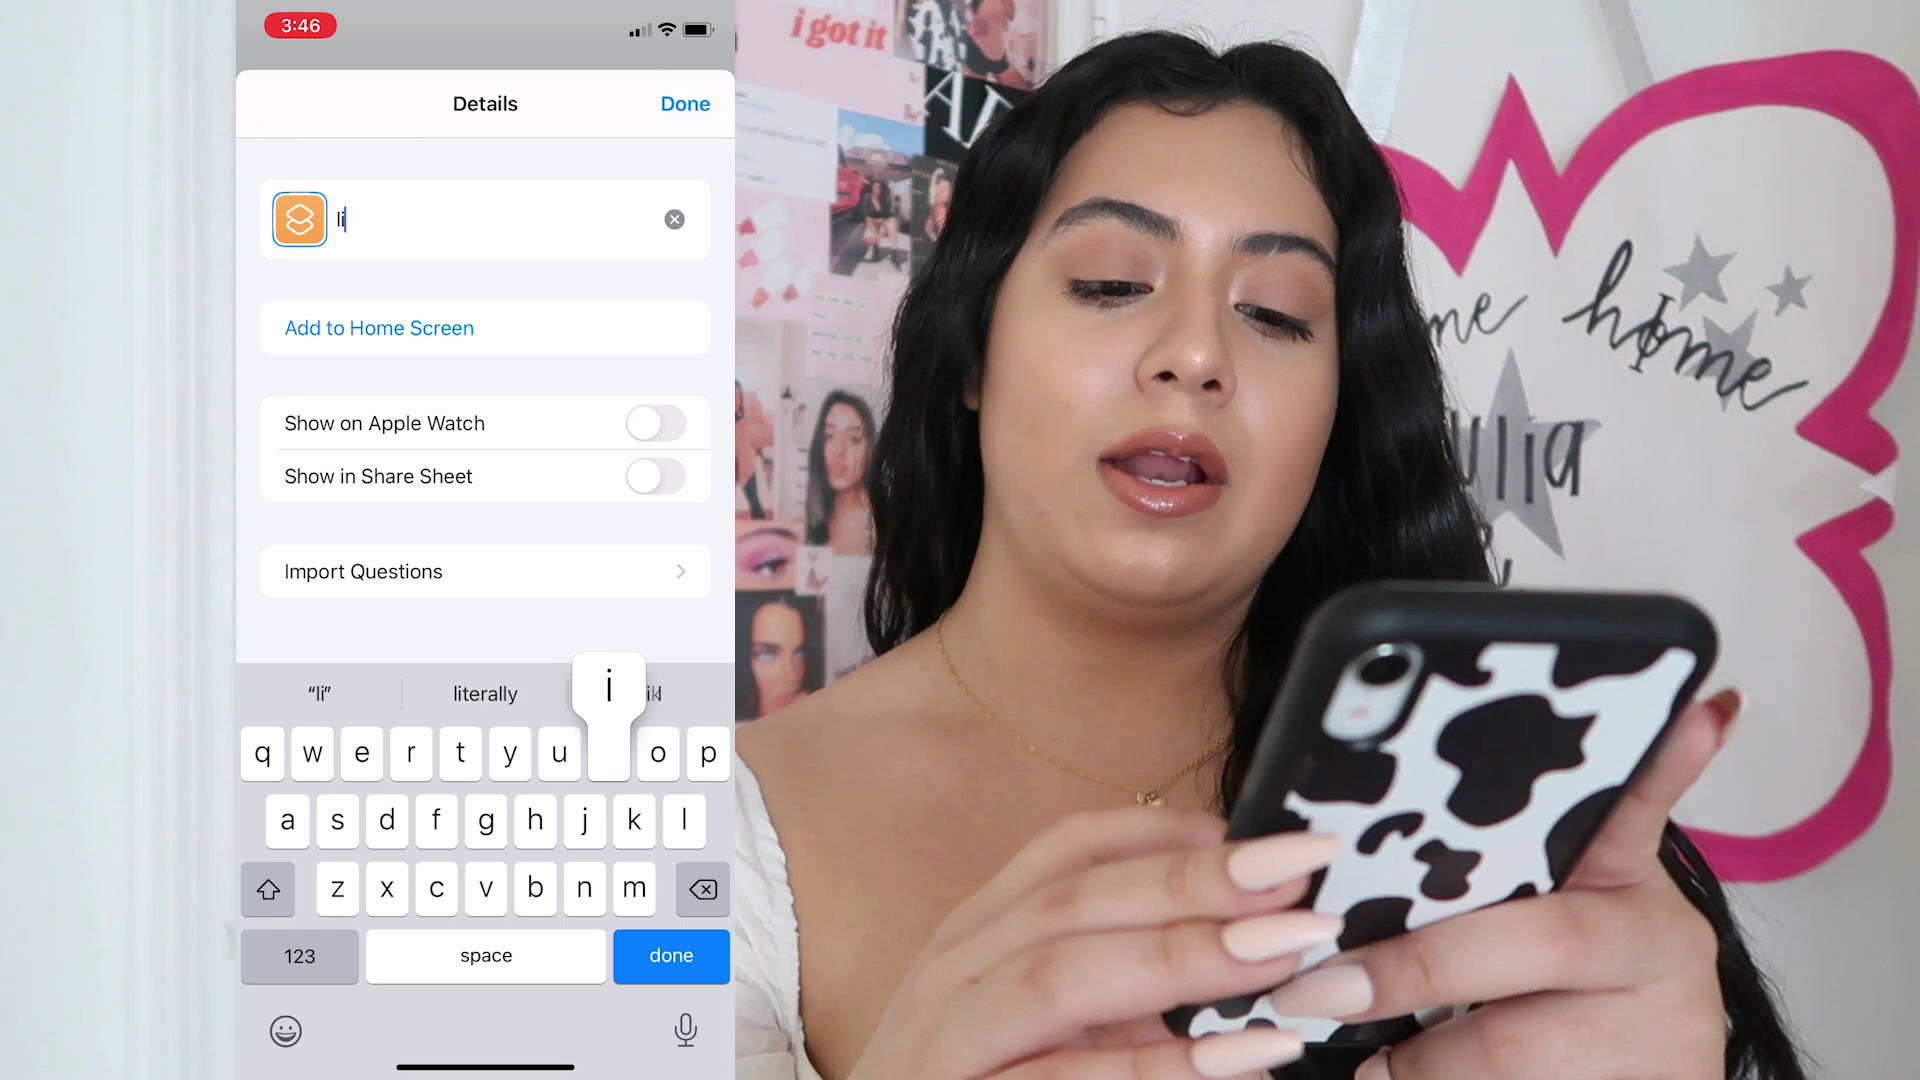 3:46
Details
Done
li
Add to Home Screen
Show on Apple Watch
Show in Share Sheet
Import Questions
“li”
literally
i
q w e r t y u o p
a s d f g h j k l
z x c v b n m
123
space
done
i got it
home